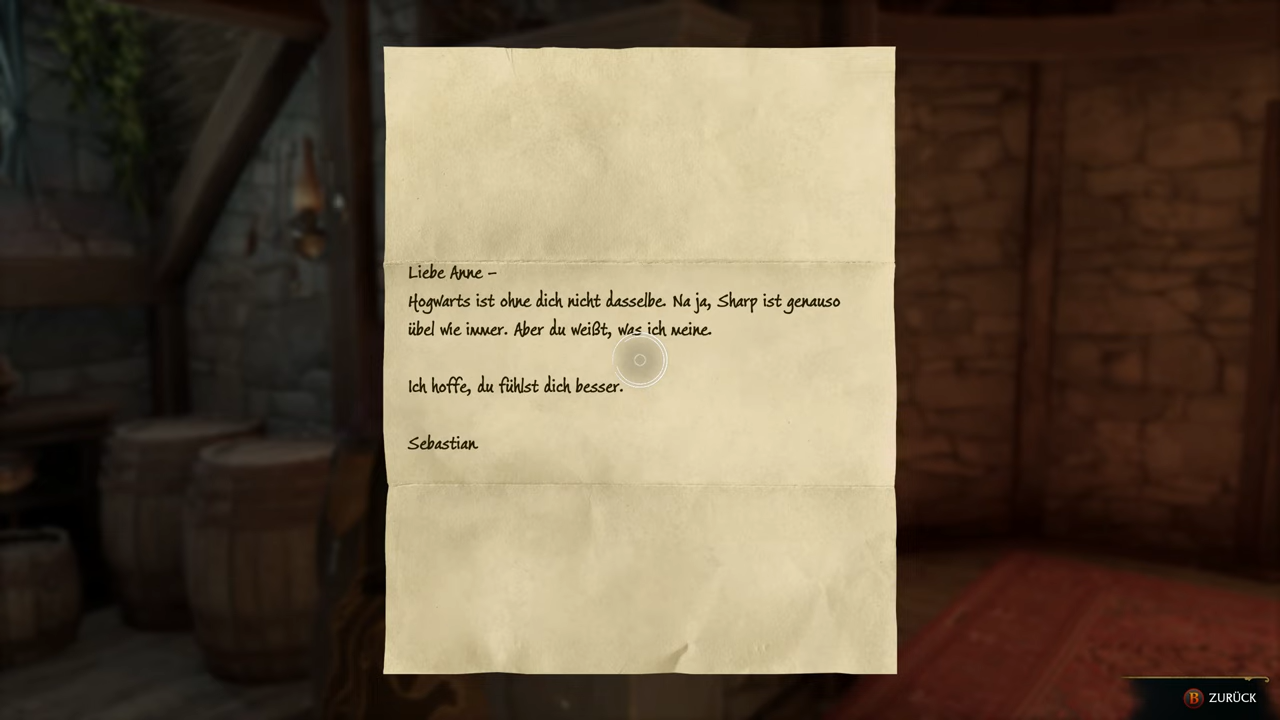 Liebe Anne –
Hogwarts ist ohne dich nicht dasselbe. Na ja, Sharp ist genauso
übel wie immer. Aber du weißt, was ich meine.
Ich hoffe, du fühlst dich besser.
Sebastian
B ZURÜCK